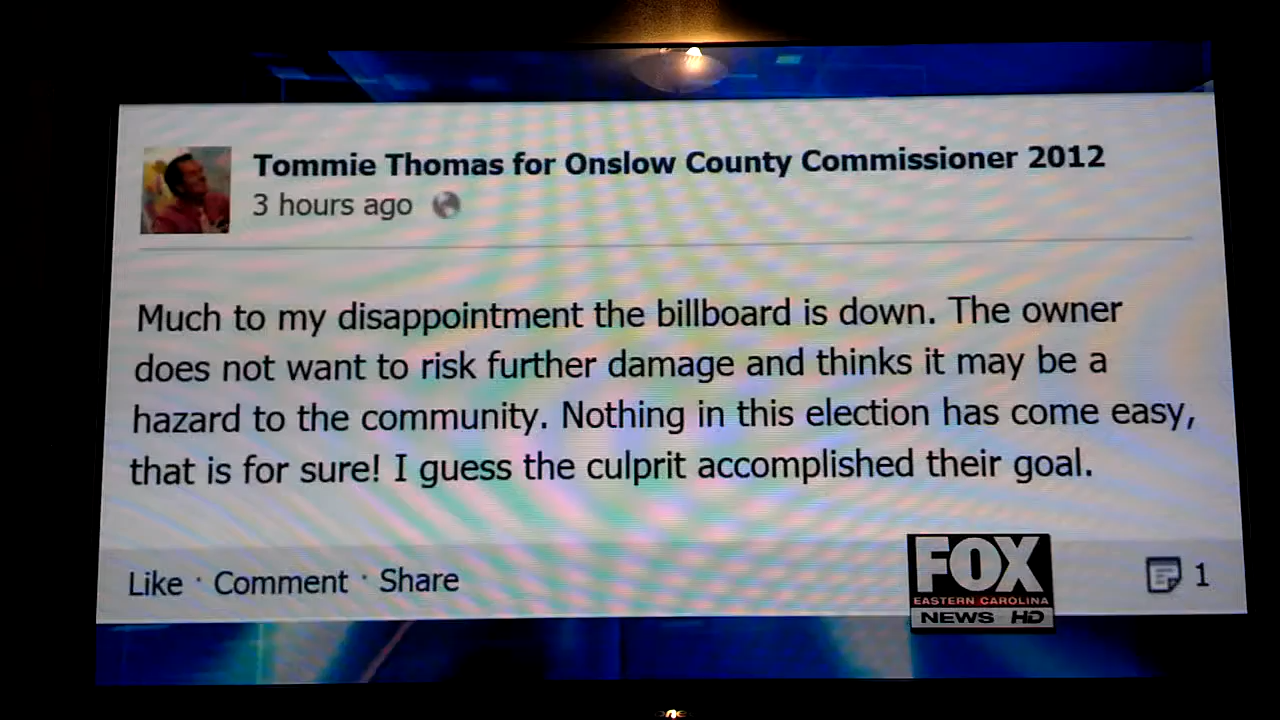 Tommie Thomas for Onslow County Commissioner 2012
3 hours ago
Much to my disappointment the billboard is down. The owner
does not want to risk further damage and thinks it may be a
hazard to the community. Nothing in this election has come easy,
that is for sure! I guess the culprit accomplished their goal.
Like · Comment · Share
1
FOX
EASTERN CAROLINA
NEWS HD